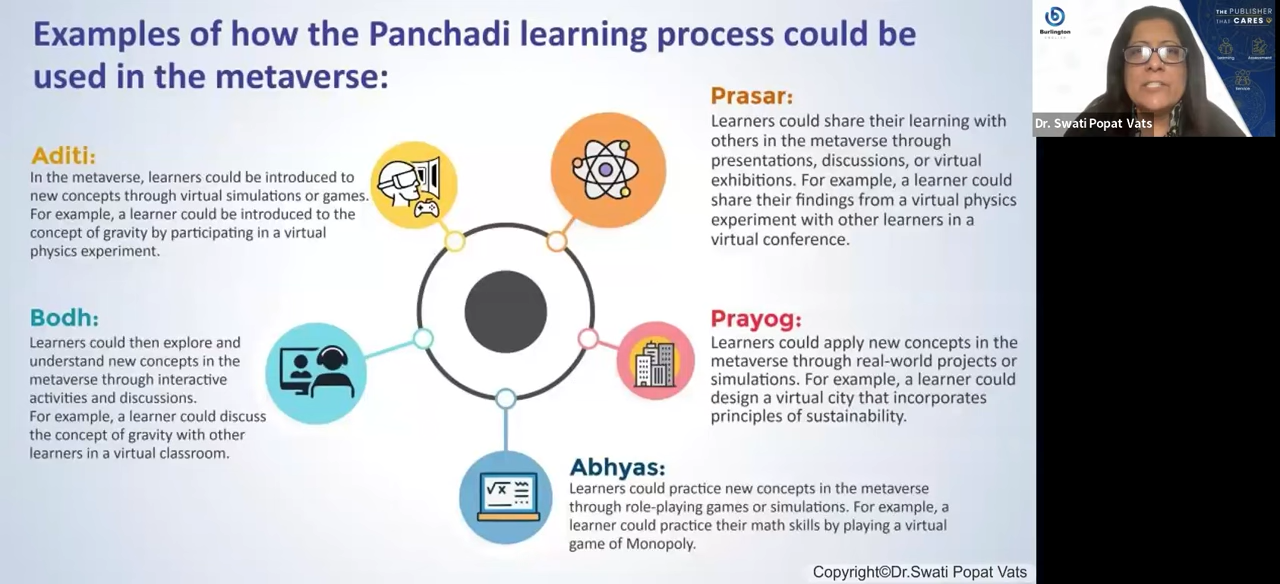 Examples of how the Panchadi learning process could be
used in the metaverse:
Aditi:
In the metaverse, learners could be introduced to
new concepts through virtual simulations or games.
For example, a learner could be introduced to the
concept of gravity by participating in a virtual
physics experiment.
Bodh:
Learners could then explore and
understand new concepts in the
metaverse through interactive
activities and discussions.
For example, a learner could discuss
the concept of gravity with other
learners in a virtual classroom.
Abhyas:
Learners could practice new concepts in the metaverse
through role-playing games or simulations. For example, a
learner could practice their math skills by playing a virtual
game of Monopoly.
Prayog:
Learners could apply new concepts in the
metaverse through real-world projects or
simulations. For example, a learner could
design a virtual city that incorporates
principles of sustainability.
Prasar:
Learners could share their learning with
others in the metaverse through
presentations, discussions, or virtual
exhibitions. For example, a learner could
share their findings from a virtual physics
experiment with other learners in a
virtual conference.
√x
Copyright©Dr.Swati Popat Vats
Burlington
THE PUBLISHER
THAT CARES
Learning
Assessment
Service
Dr. Swati Popat Vats